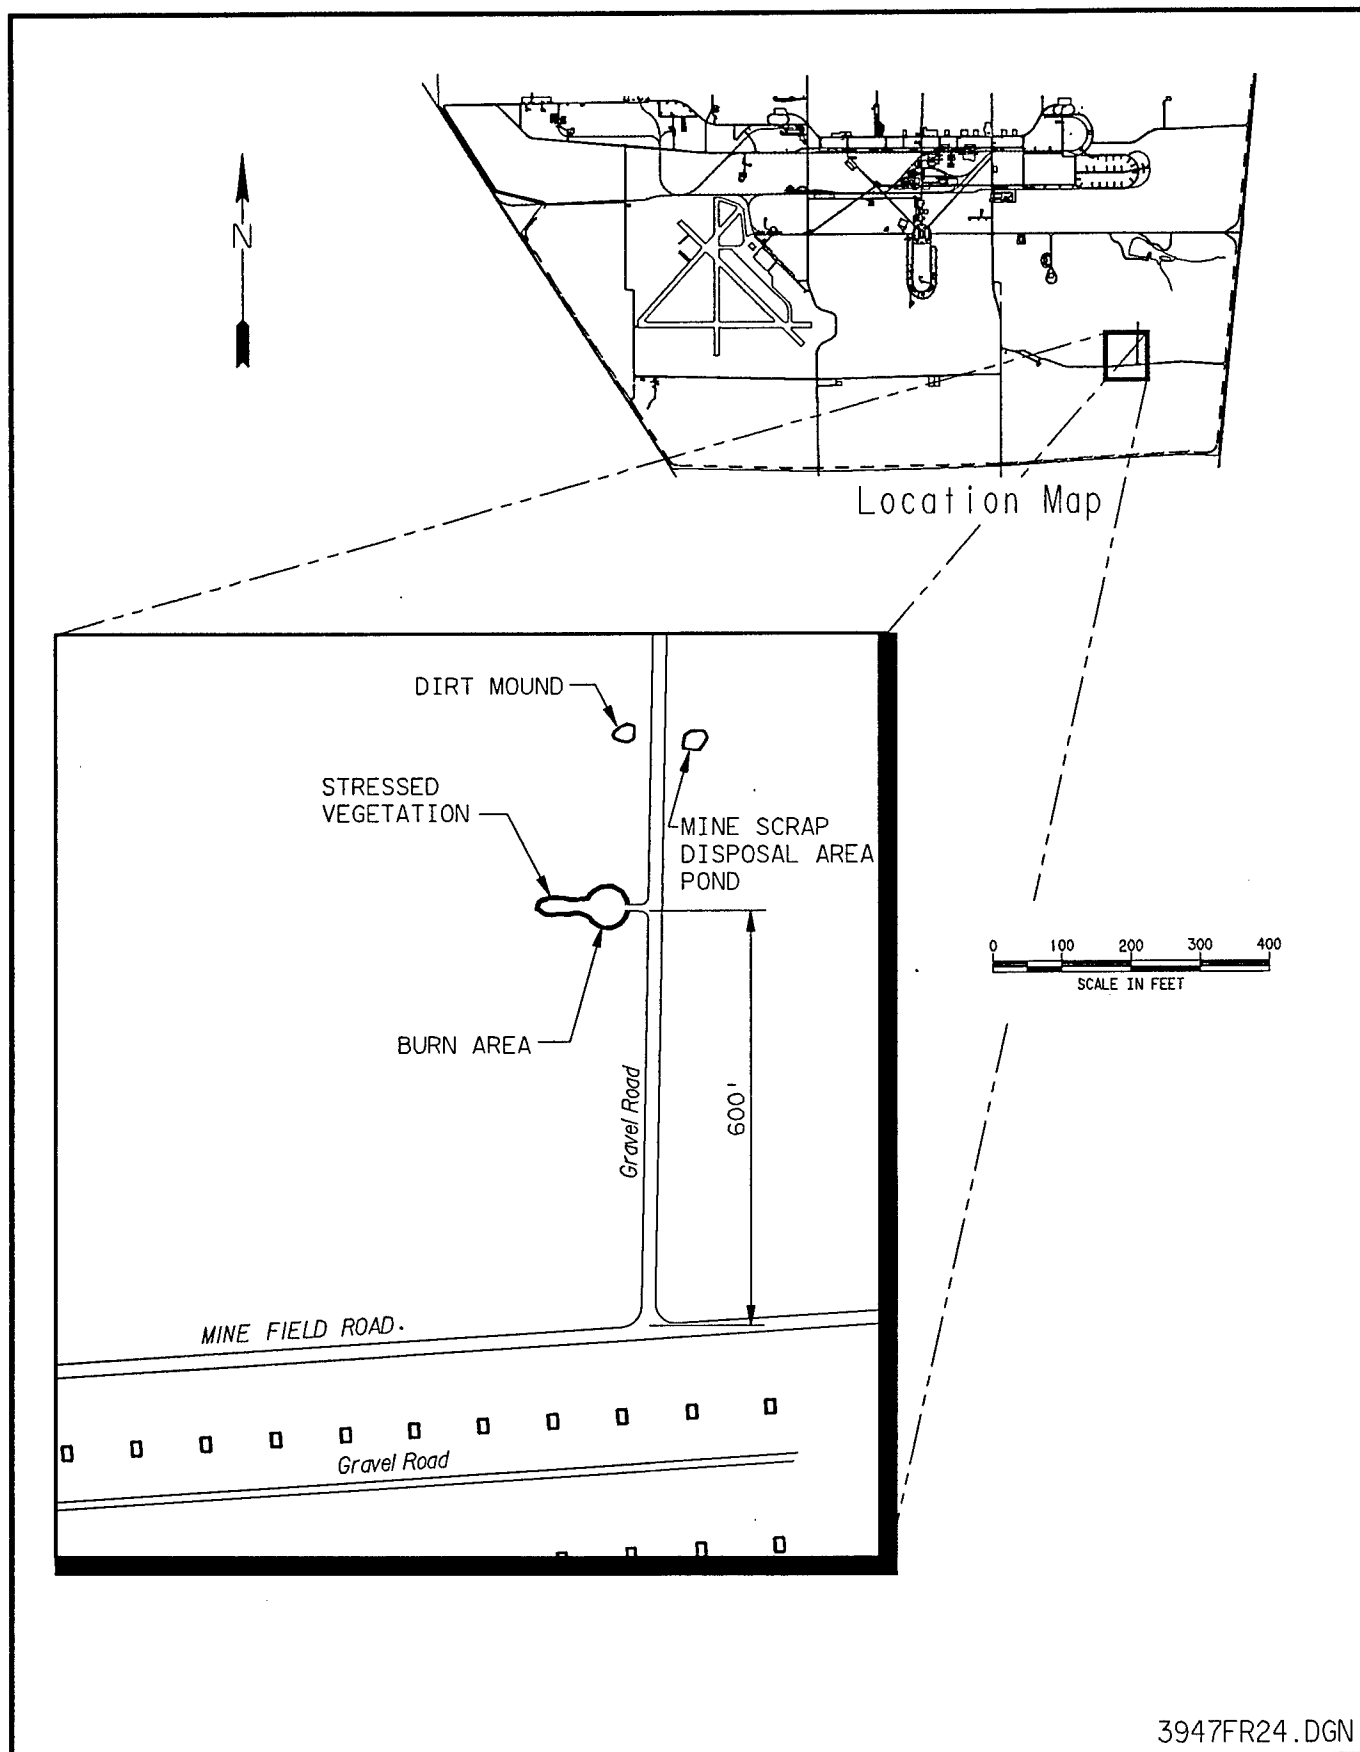 N
Location Map
DIRT MOUND
STRESSED
VEGETATION
MINE SCRAP
DISPOSAL AREA
POND
0 100 200 300 400
SCALE IN FEET
BURN AREA
Gravel Road
600'
MINE FIELD ROAD.
Gravel Road
3947FR24.DGN